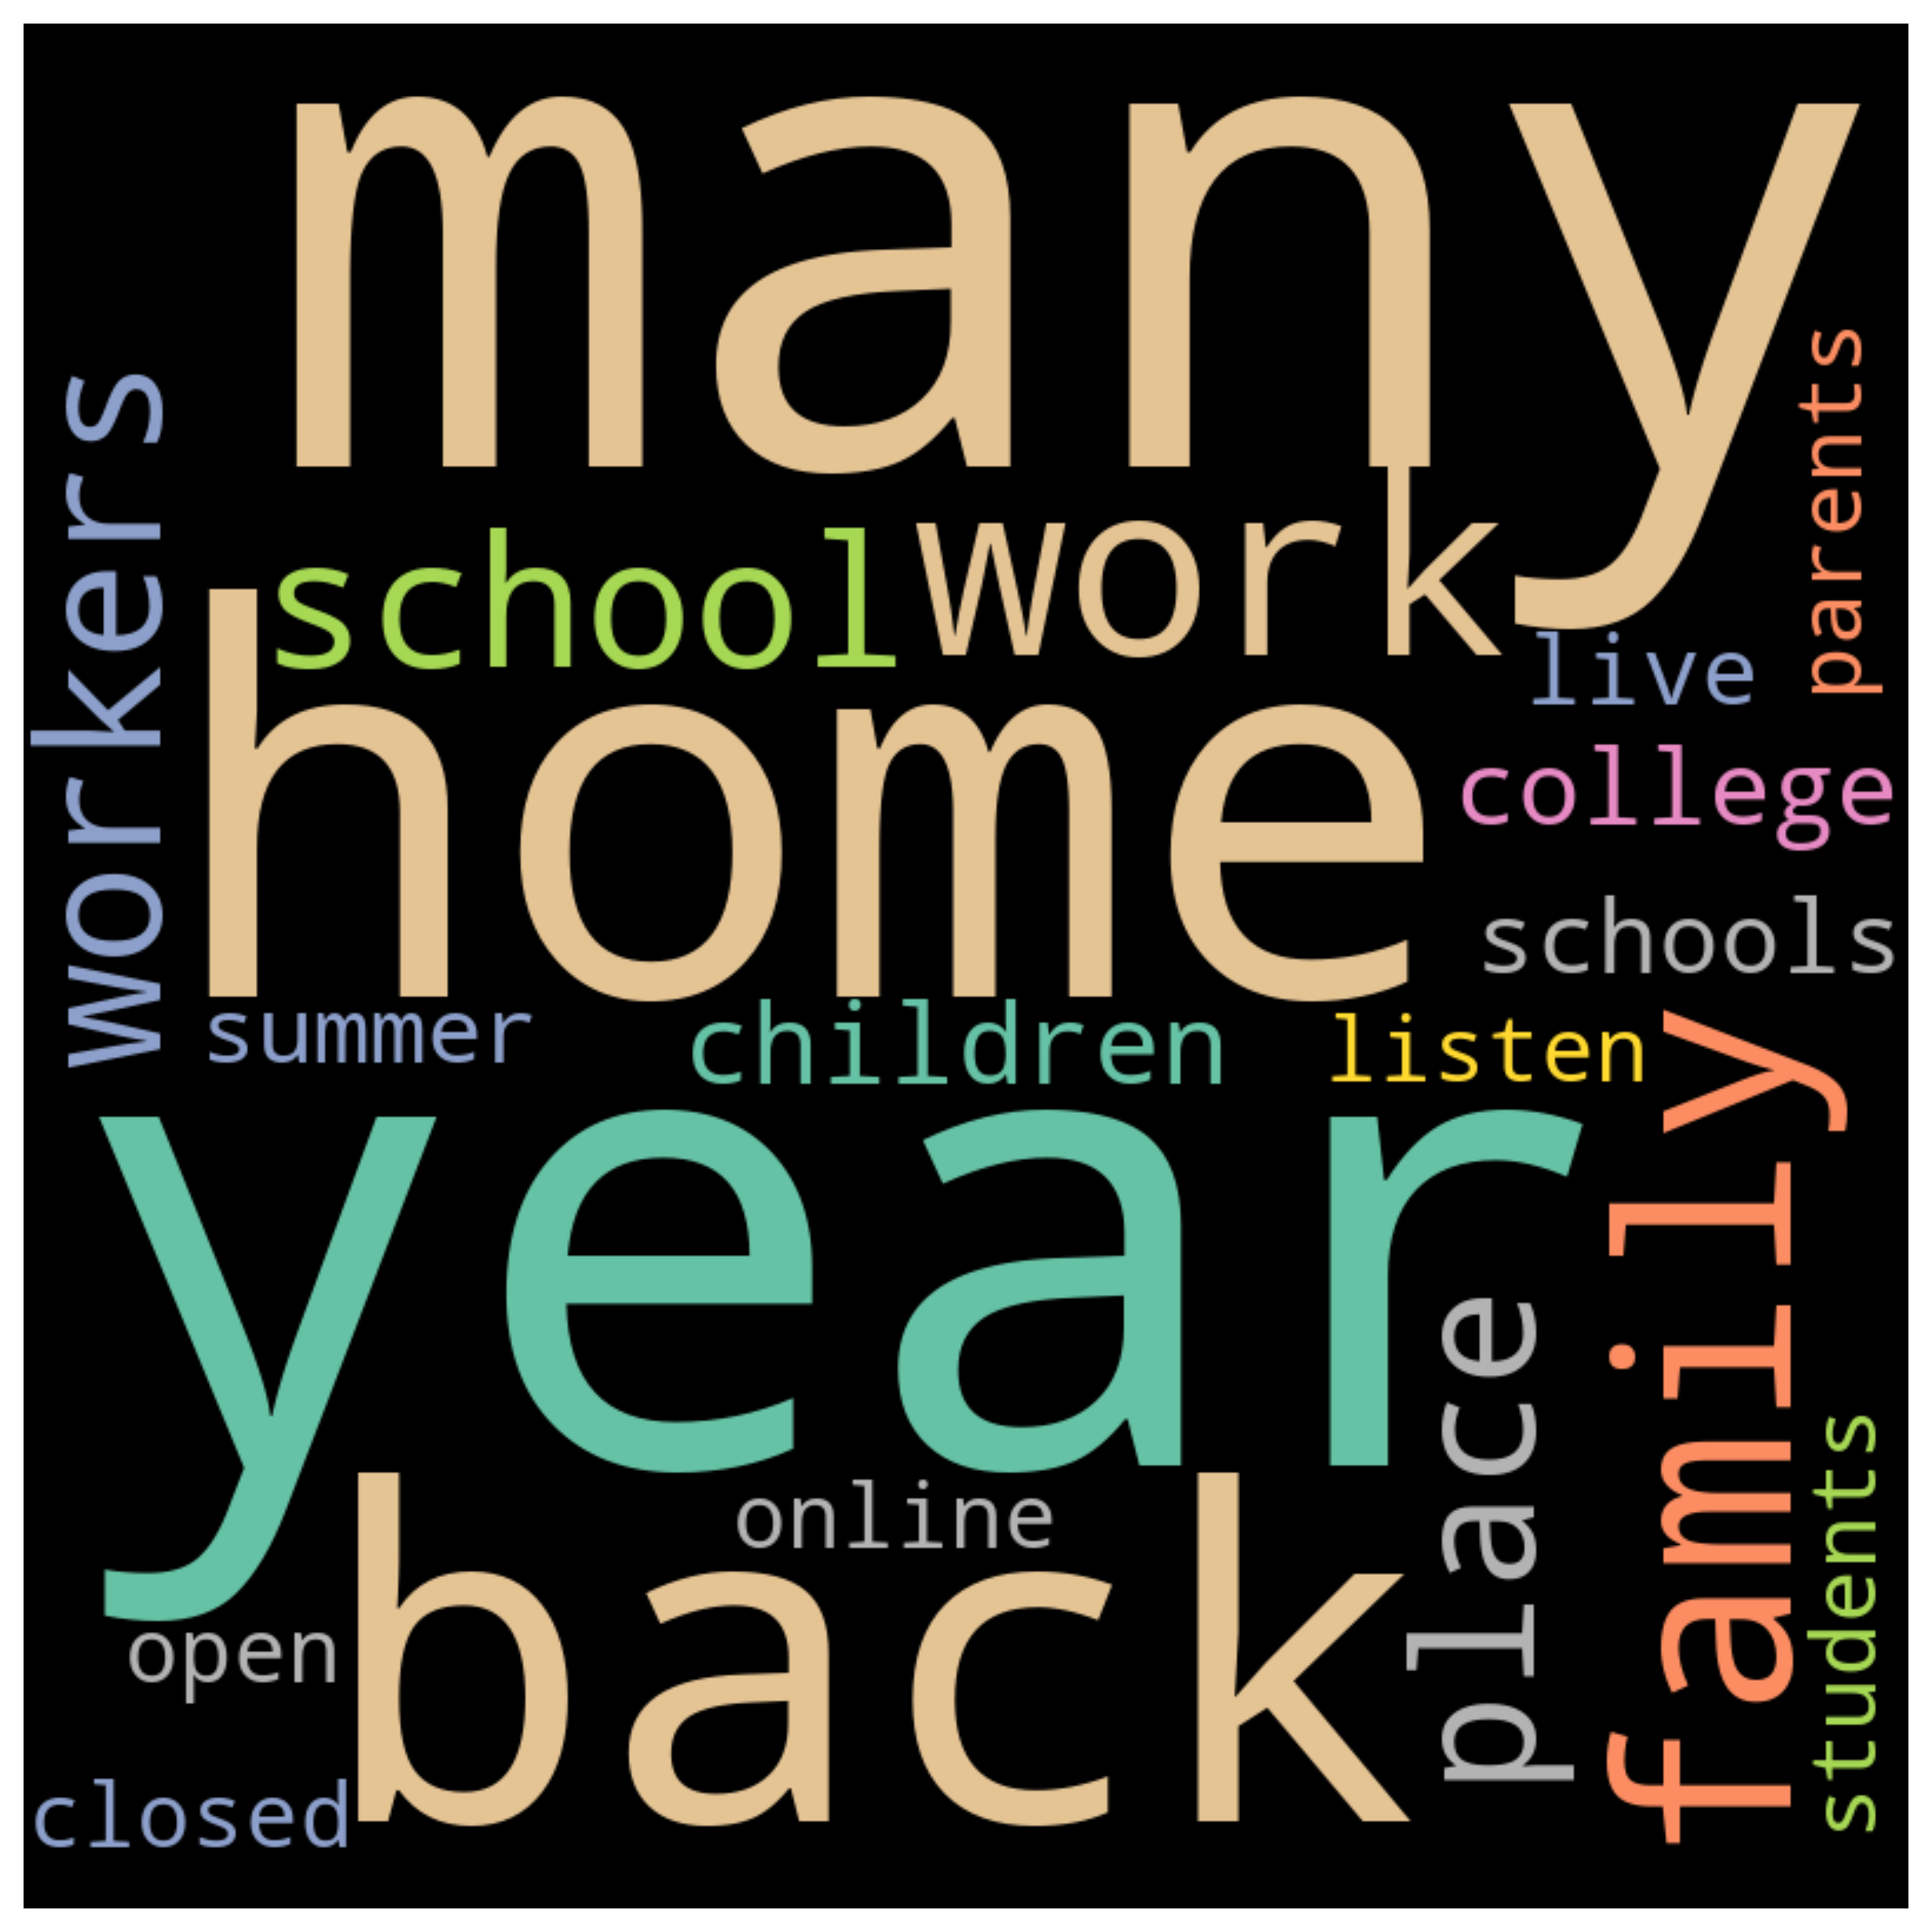 many
parents
workers
school
work
home
live
college
schools
summer
children
listen
year
family
place
online
students
back
open
closed